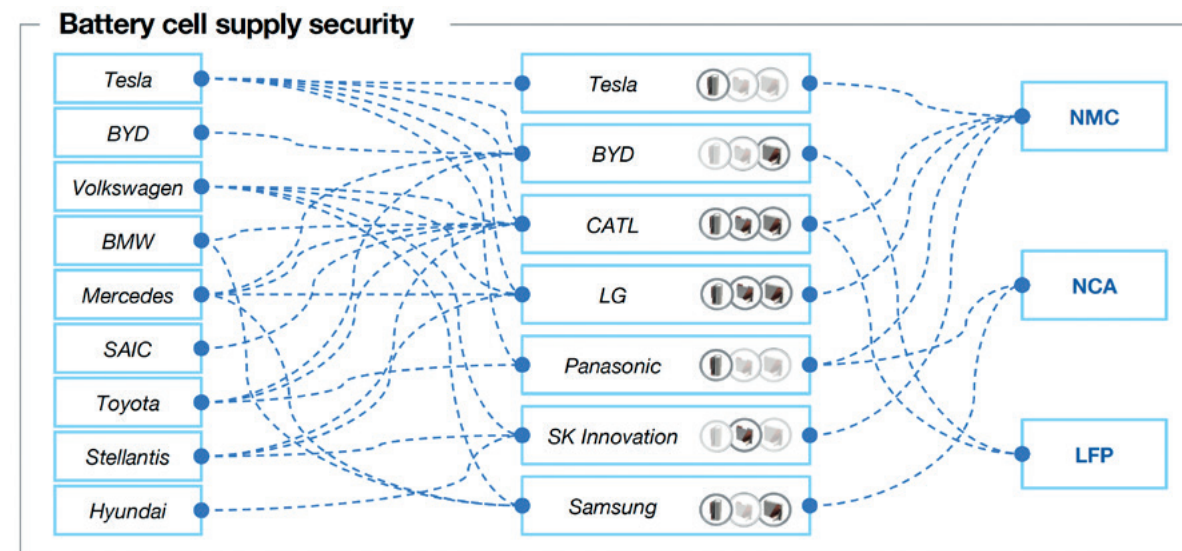 Battery cell supply security
Tesla
BYD
Volkswagen
BMW
Mercedes
SAIC
Toyota
Stellantis
Hyundai
Tesla
BYD
CATL
LG
Panasonic
SK Innovation
Samsung
NMC
NCA
LFP